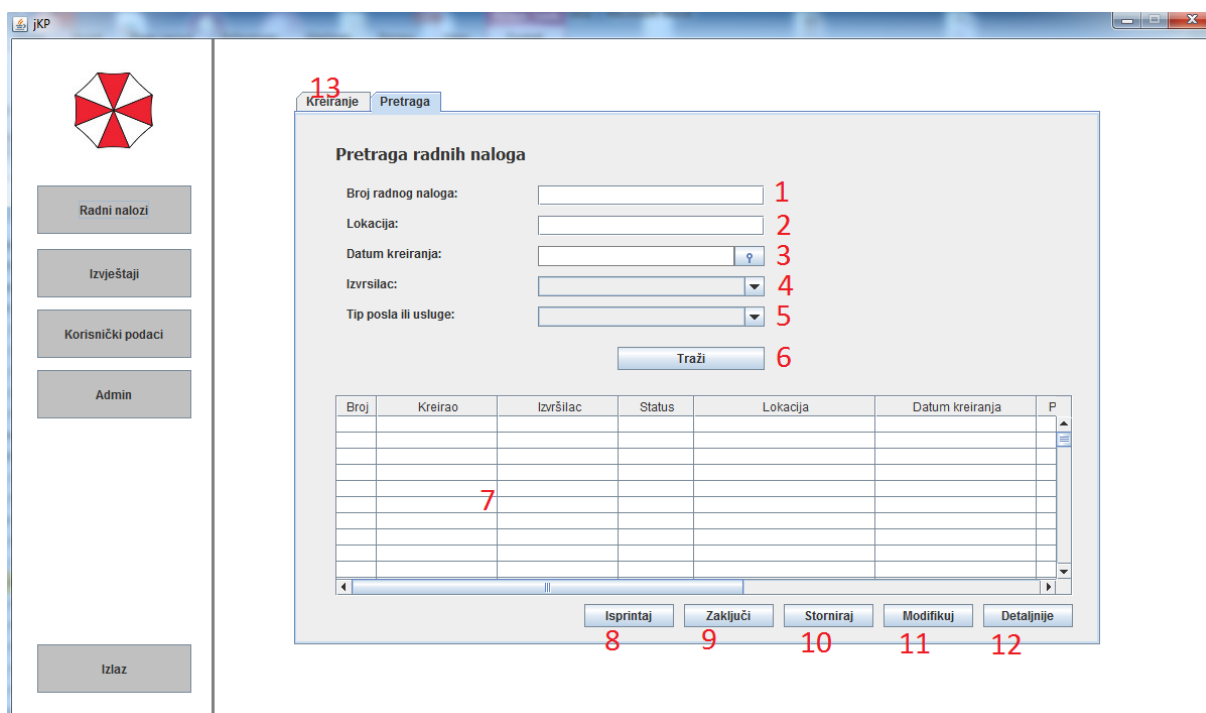 jKP
13
Kreiranje Pretraga
Pretraga radnih naloga
Broj radnog naloga: 1
Lokacija: 2
Datum kreiranja: 3
Izvrsilac: 4
Tip posla ili usluge: 5
Traži 6
Radni nalozi
Izvještaji
Korisnički podaci
Admin
Broj Kreirao Izvršilac Status Lokacija Datum kreiranja P
7
Isprintaj Zaključi Storniraj Modifikuj Detaljnije
8 9 10 11 12
Izlaz